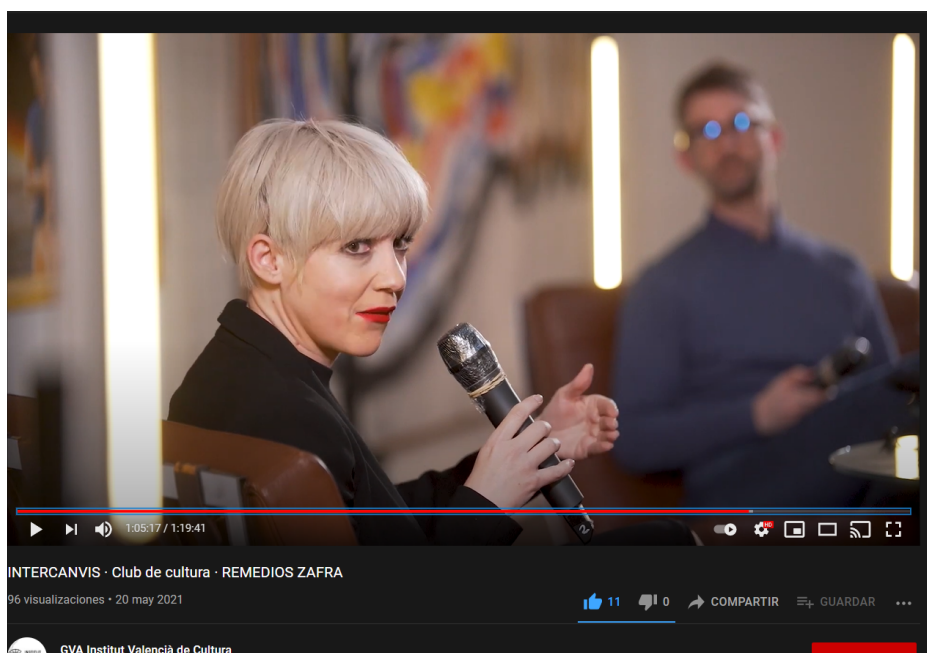 1:05:17 / 1:19:41
HD
INTERCANVIS · Club de cultura · REMEDIOS ZAFRA
96 visualizaciones • 20 may 2021
11
0
COMPARTIR
GUARDAR
GVA Institut Valencià de Cultura